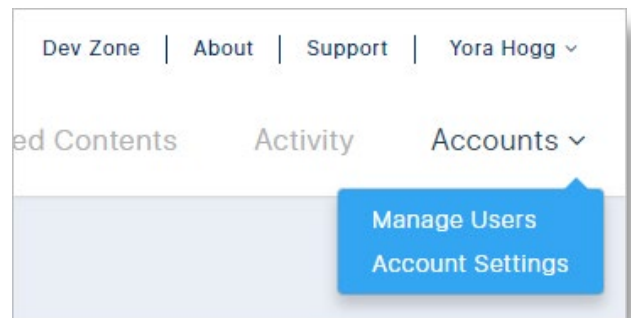 Dev Zone | About | Support | Yora Hogg
ed Contents Activity Accounts
Manage Users
Account Settings